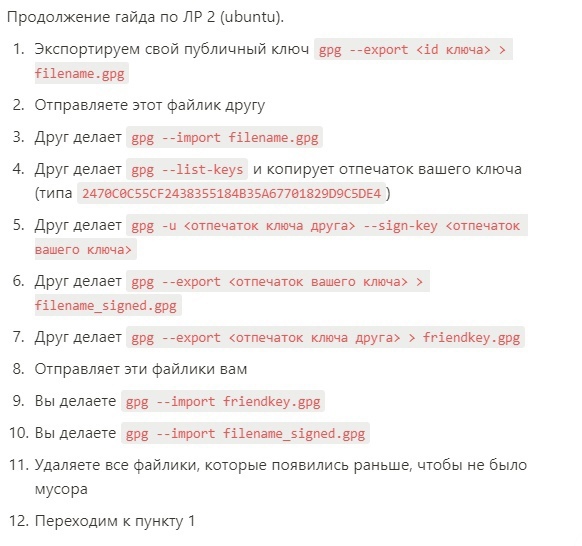 Продолжение гайда по ЛР 2 (ubuntu).
1. Экспортируем свой публичный ключ gpg --export <id ключа> >
filename.gpg
2. Отправляете этот файлик другу
3. Друг делает gpg --import filename.gpg
4. Друг делает gpg --list-keys и копирует отпечаток вашего ключа
(типа 2470C0C55CF2438355184B35A67701829D9C5DE4)
5. Друг делает gpg -u <отпечаток ключа друга> --sign-key <отпечаток
вашего ключа>
6. Друг делает gpg --export <отпечаток вашего ключа> >
filename_signed.gpg
7. Друг делает gpg --export <отпечаток ключа друга> > friendkey.gpg
8. Отправляет эти файлики вам
9. Вы делаете gpg --import friendkey.gpg
10. Вы делаете gpg --import filename_signed.gpg
11. Удаляете все файлики, которые появились раньше, чтобы не было
мусора
12. Переходим к пункту 1